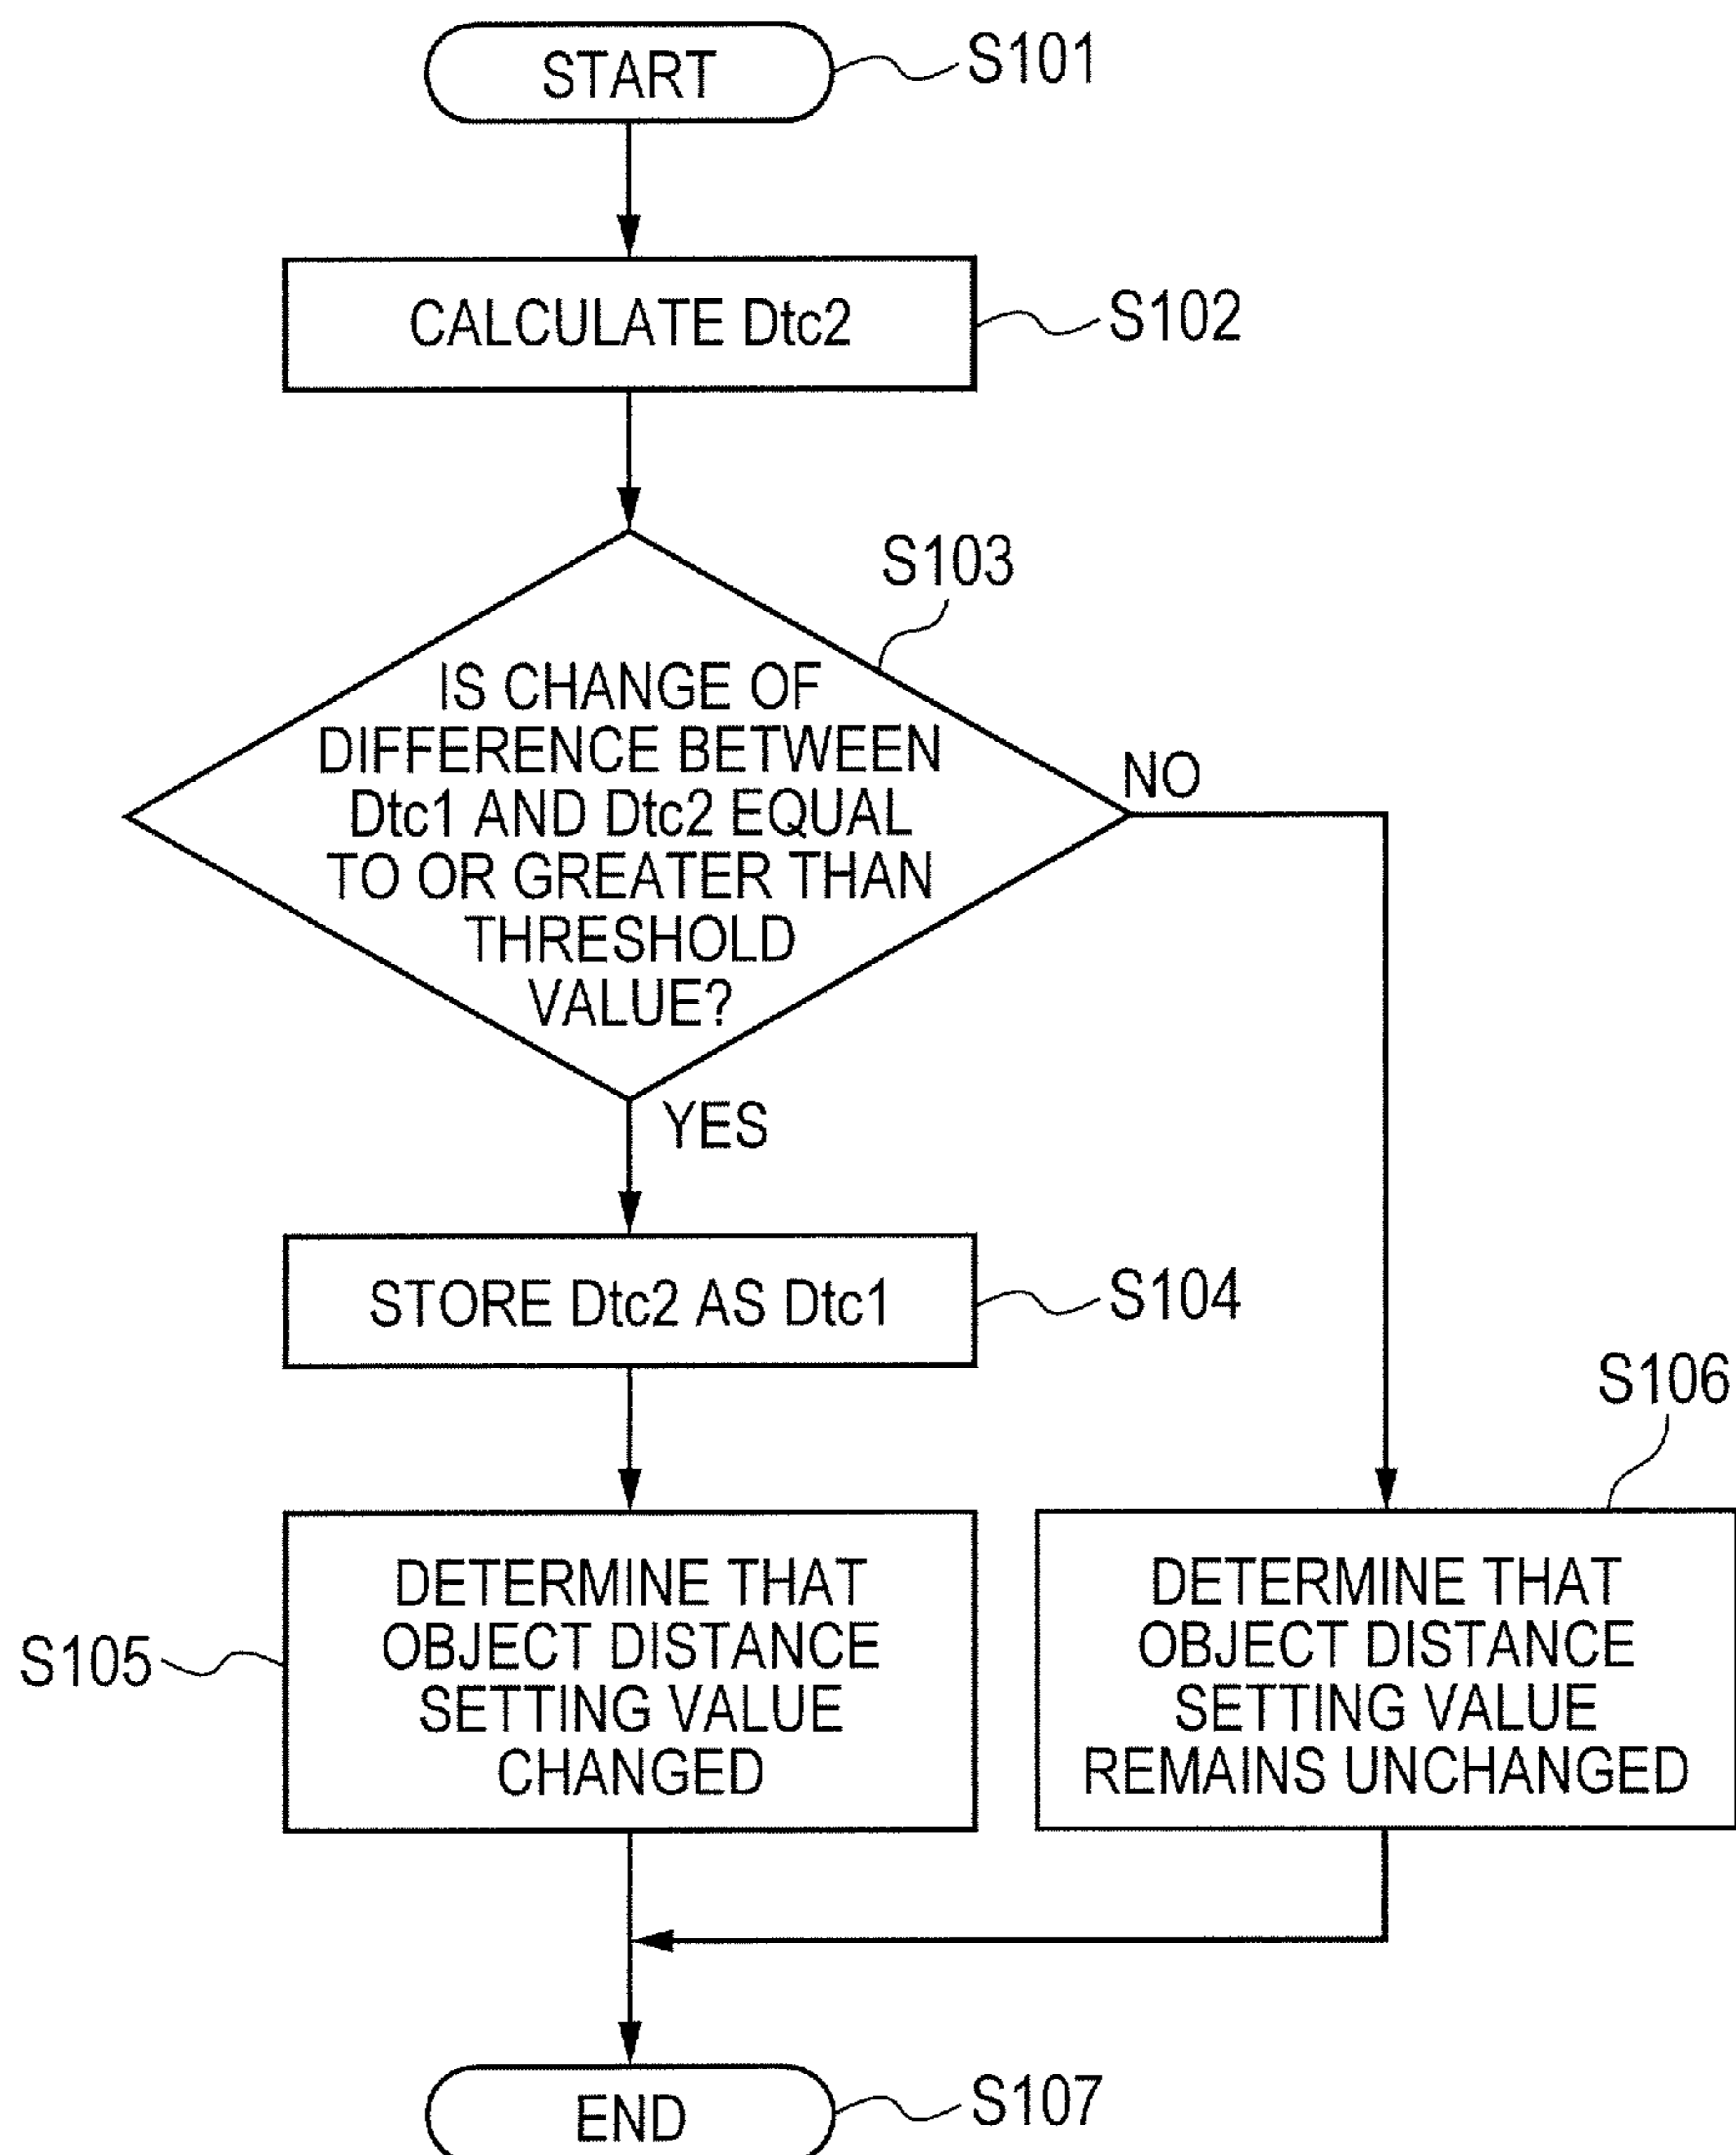 START
S101
CALCULATE Dtc2
S102
S103
IS CHANGE OF
DIFFERENCE BETWEEN
Dtc1 AND Dtc2 EQUAL
TO OR GREATER THAN
THRESHOLD
VALUE?
NO
YES
STORE Dtc2 AS Dtc1
S104
S106
S105
DETERMINE THAT
OBJECT DISTANCE
SETTING VALUE
CHANGED
DETERMINE THAT
OBJECT DISTANCE
SETTING VALUE
REMAINS UNCHANGED
END
S107